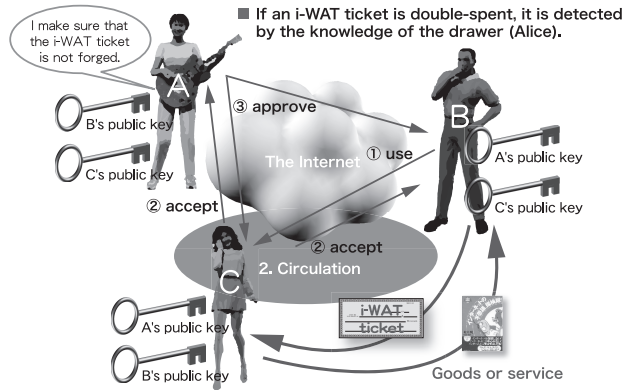 ■ If an i-WAT ticket is double-spent, it is detected
by the knowledge of the drawer (Alice).
I make sure that
the i-WAT ticket
is not forged.
A
B's public key
C's public key
③ approve
The Internet
① use
B
A's public key
C's public key
② accept
② accept
2. Circulation
C
A's public key
B's public key
i-WAT
ticket
Goods or service